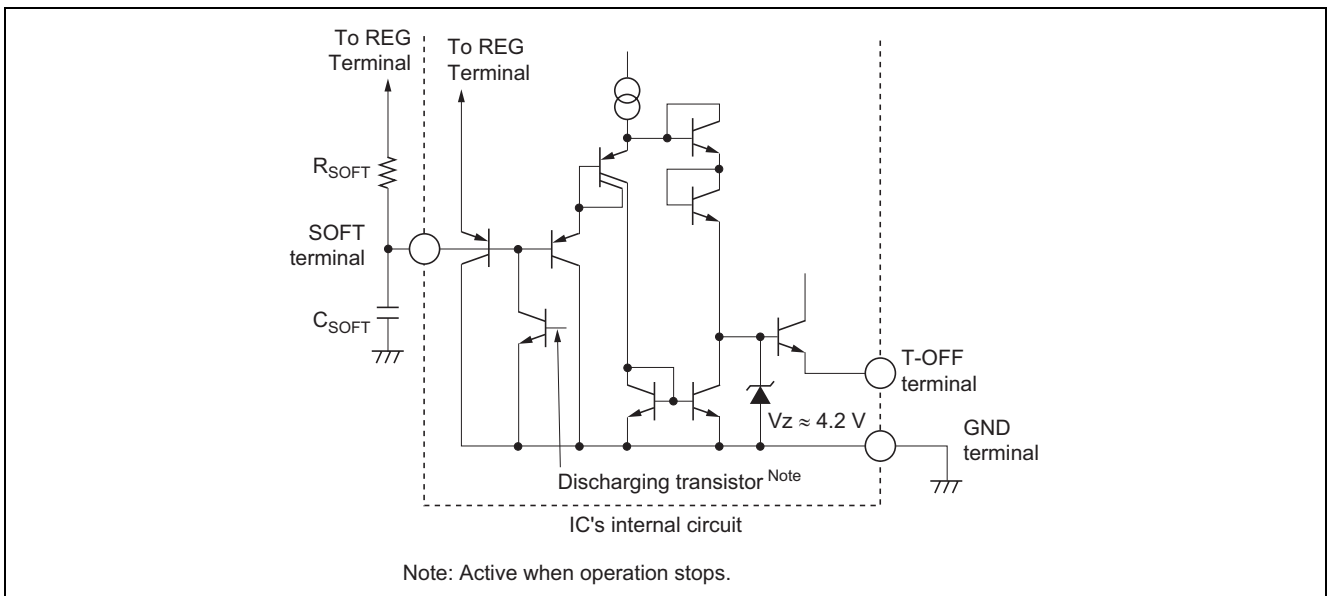 To REG
Terminal
To REG
Terminal
RSOFT
SOFT
terminal
CSOFT
T-OFF
terminal
Vz ≈ 4.2 V
GND
terminal
Discharging transistor Note
IC's internal circuit
Note: Active when operation stops.